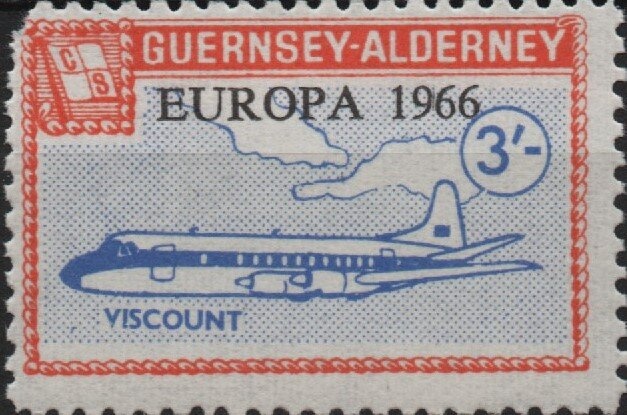 C
S
GUERNSEY-ALDERNEY
EUROPA 1966
3'-
VISCOUNT